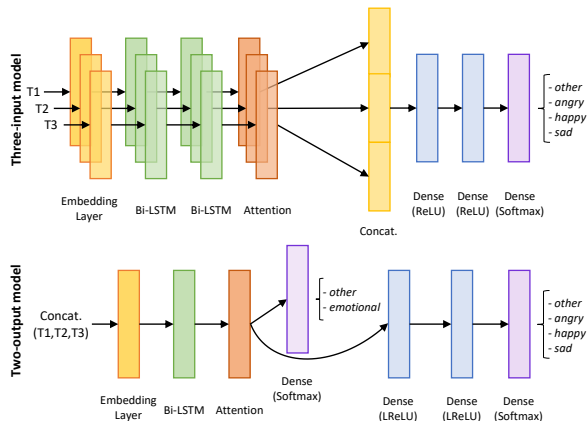 Three-input model
T1
T2
T3
Embedding
Layer
Bi-LSTM
Bi-LSTM
Attention
Concat.
Dense
(ReLU)
Dense
(ReLU)
Dense
(Softmax)
- other
- angry
- happy
- sad
Two-output model
Concat.
(T1,T2,T3)
Embedding
Layer
Bi-LSTM
Attention
Dense
(Softmax)
- other
- emotional
Dense
(LReLU)
Dense
(LReLU)
Dense
(Softmax)
- other
- angry
- happy
- sad